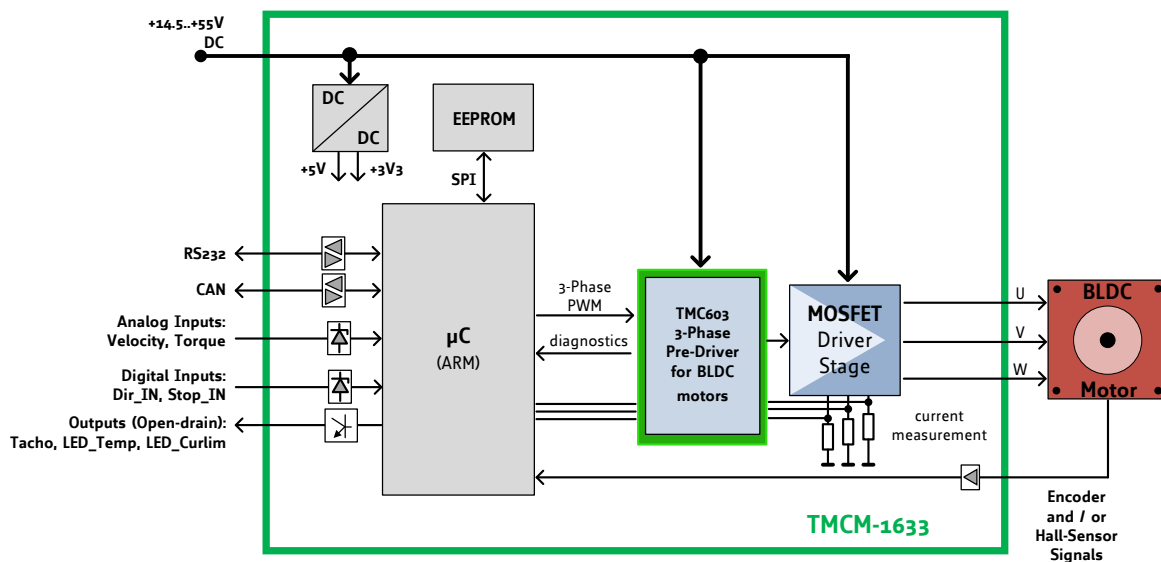 +14.5..+55V
DC
DC
DC
+5V
+3V3
EEPROM
SPI
RS232
CAN
Analog Inputs:
Velocity, Torque
Digital Inputs:
Dir_IN, Stop_IN
Outputs (Open-drain):
Tacho, LED_Temp, LED_Curlim
µC
(ARM)
3-Phase
PWM
diagnostics
TMC603
3-Phase
Pre-Driver
for BLDC
motors
MOSFET
Driver
Stage
current
measurement
U
V
W
BLDC
Motor
Encoder
and / or
Hall-Sensor
Signals
TMCM-1633